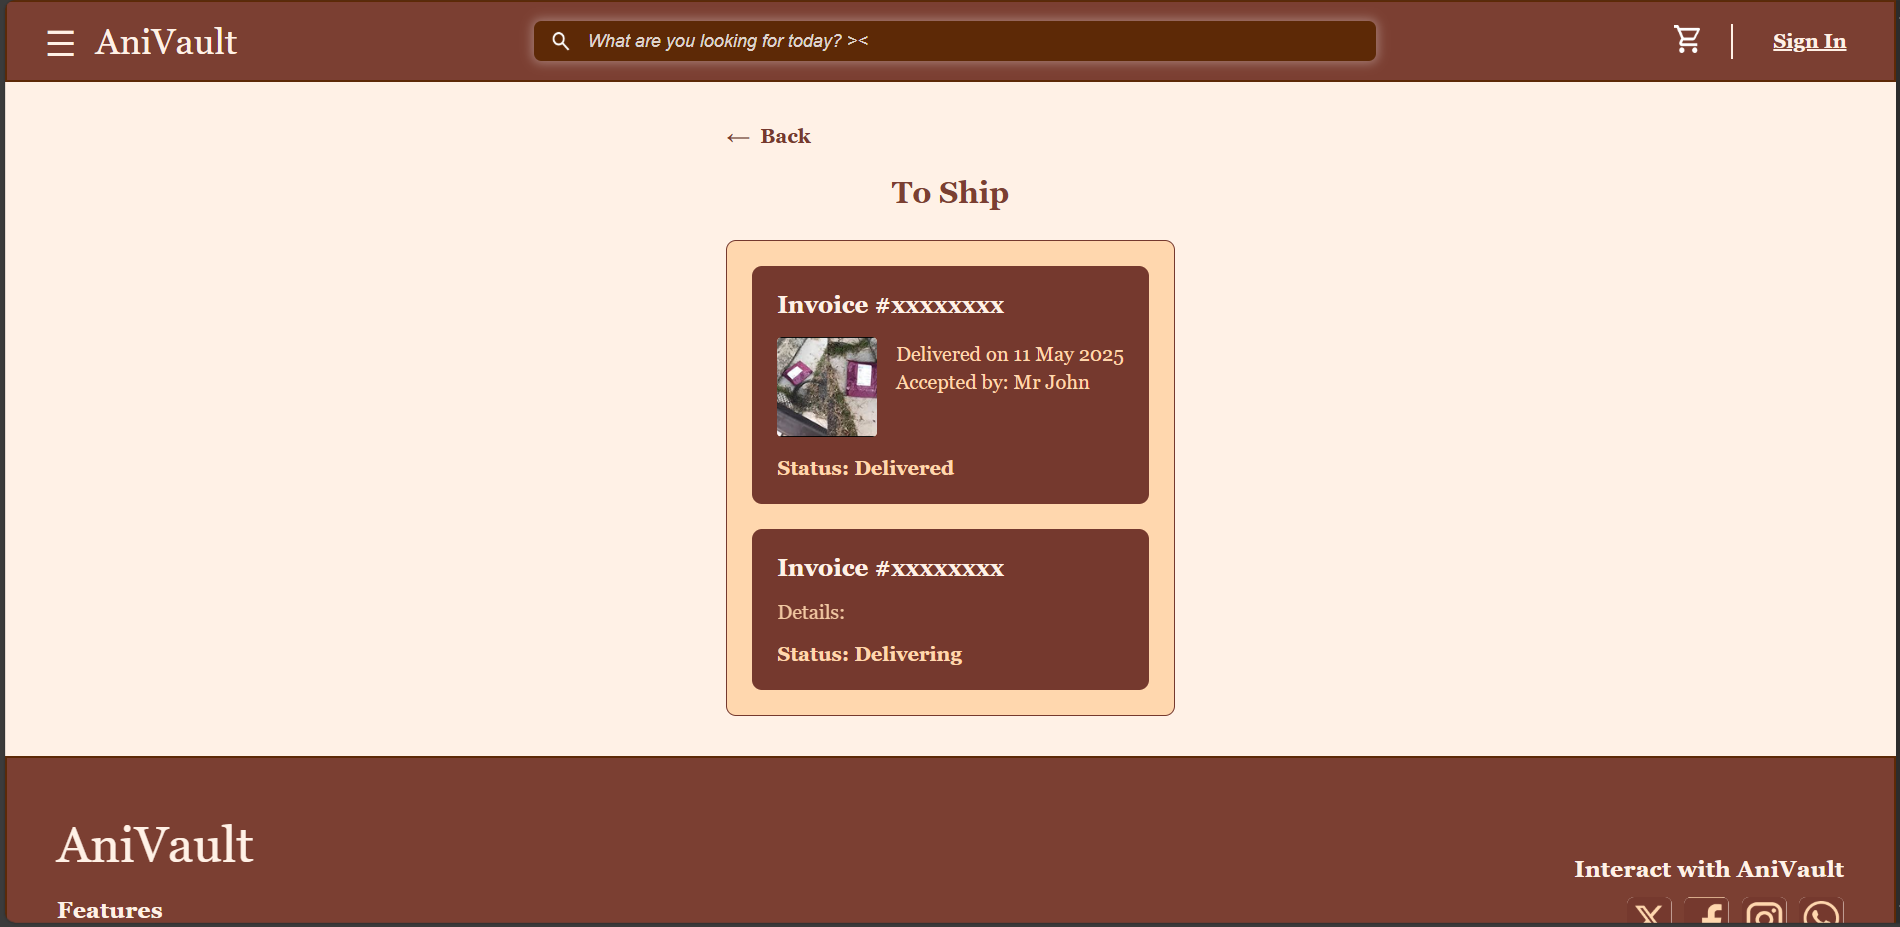 AniVault
What are you looking for today? ><
Sign In
← Back
To Ship
Invoice #xxxxxxxx
Delivered on 11 May 2025
Accepted by: Mr John
Status: Delivered
Invoice #xxxxxxxx
Details:
Status: Delivering
AniVault
Interact with AniVault
Features